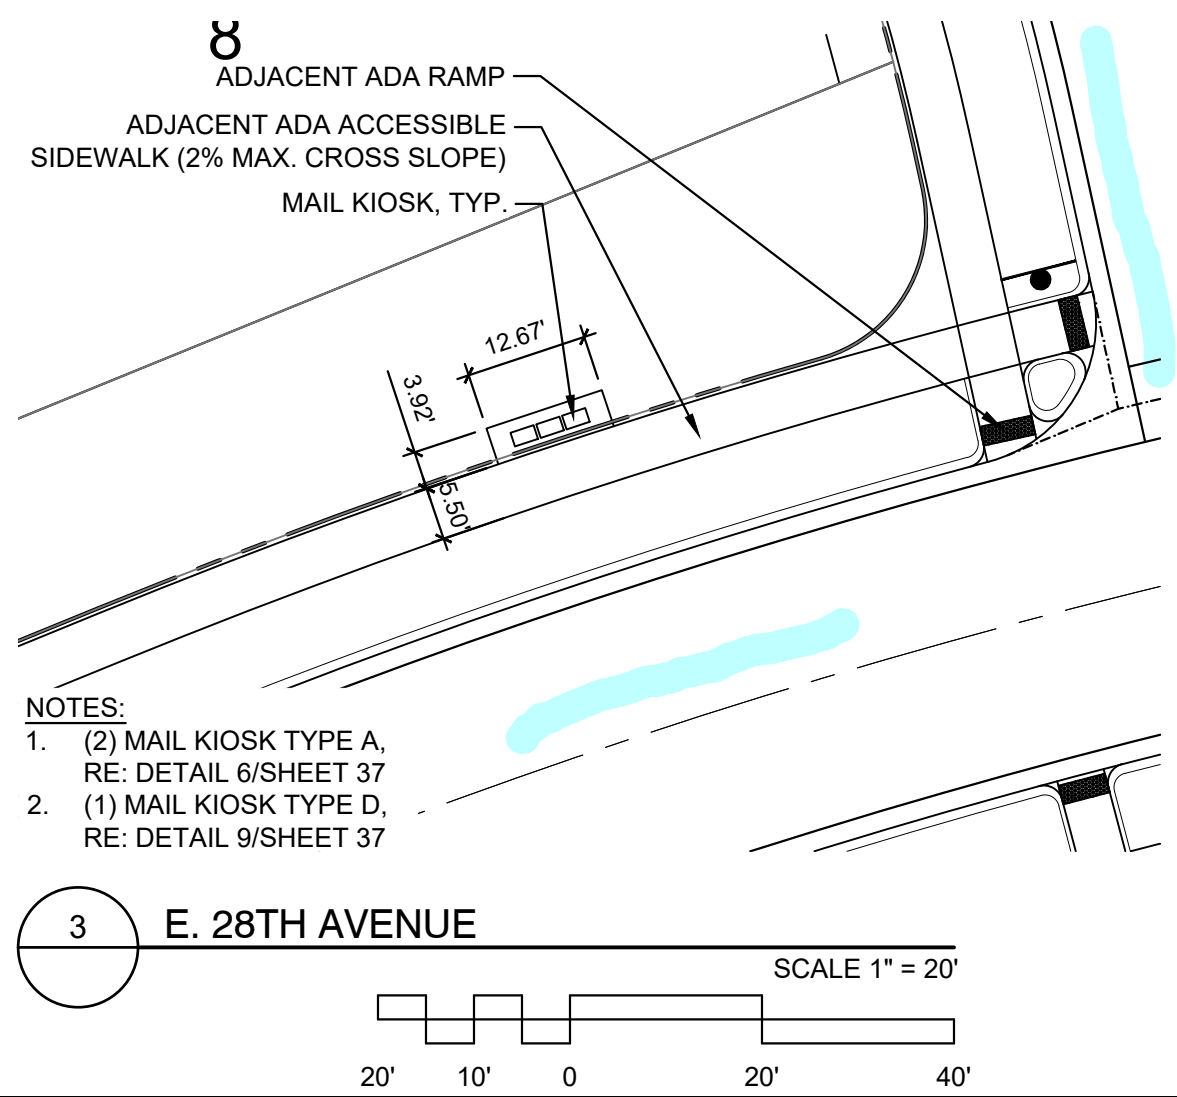 8
ADJACENT ADA RAMP
ADJACENT ADA ACCESSIBLE
SIDEWALK (2% MAX. CROSS SLOPE)
MAIL KIOSK, TYP.
12.67'
3.92'
5.50'
NOTES:
1. (2) MAIL KIOSK TYPE A,
RE: DETAIL 6/SHEET 37
2. (1) MAIL KIOSK TYPE D,
RE: DETAIL 9/SHEET 37
3
E. 28TH AVENUE
SCALE 1" = 20'
20' 10' 0 20' 40'